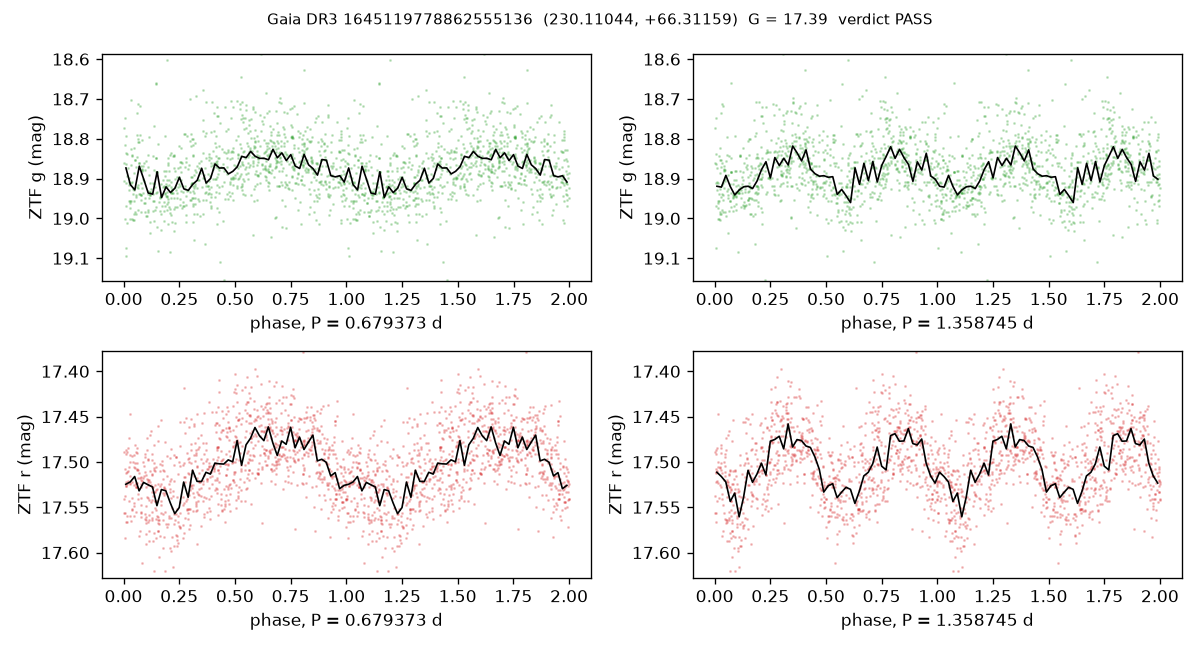 Gaia DR3 1645119778862555136  (230.11044, +66.31159)  G = 17.39  verdict PASS
18.6
18.7
18.8
18.9
19.0
19.1
ZTF g (mag)
0.00 0.25 0.50 0.75 1.00 1.25 1.50 1.75 2.00
phase, P = 0.679373 d
18.6
18.7
18.8
18.9
19.0
19.1
ZTF g (mag)
0.00 0.25 0.50 0.75 1.00 1.25 1.50 1.75 2.00
phase, P = 1.358745 d
17.40
17.45
17.50
17.55
17.60
ZTF r (mag)
0.00 0.25 0.50 0.75 1.00 1.25 1.50 1.75 2.00
phase, P = 0.679373 d
17.40
17.45
17.50
17.55
17.60
ZTF r (mag)
0.00 0.25 0.50 0.75 1.00 1.25 1.50 1.75 2.00
phase, P = 1.358745 d